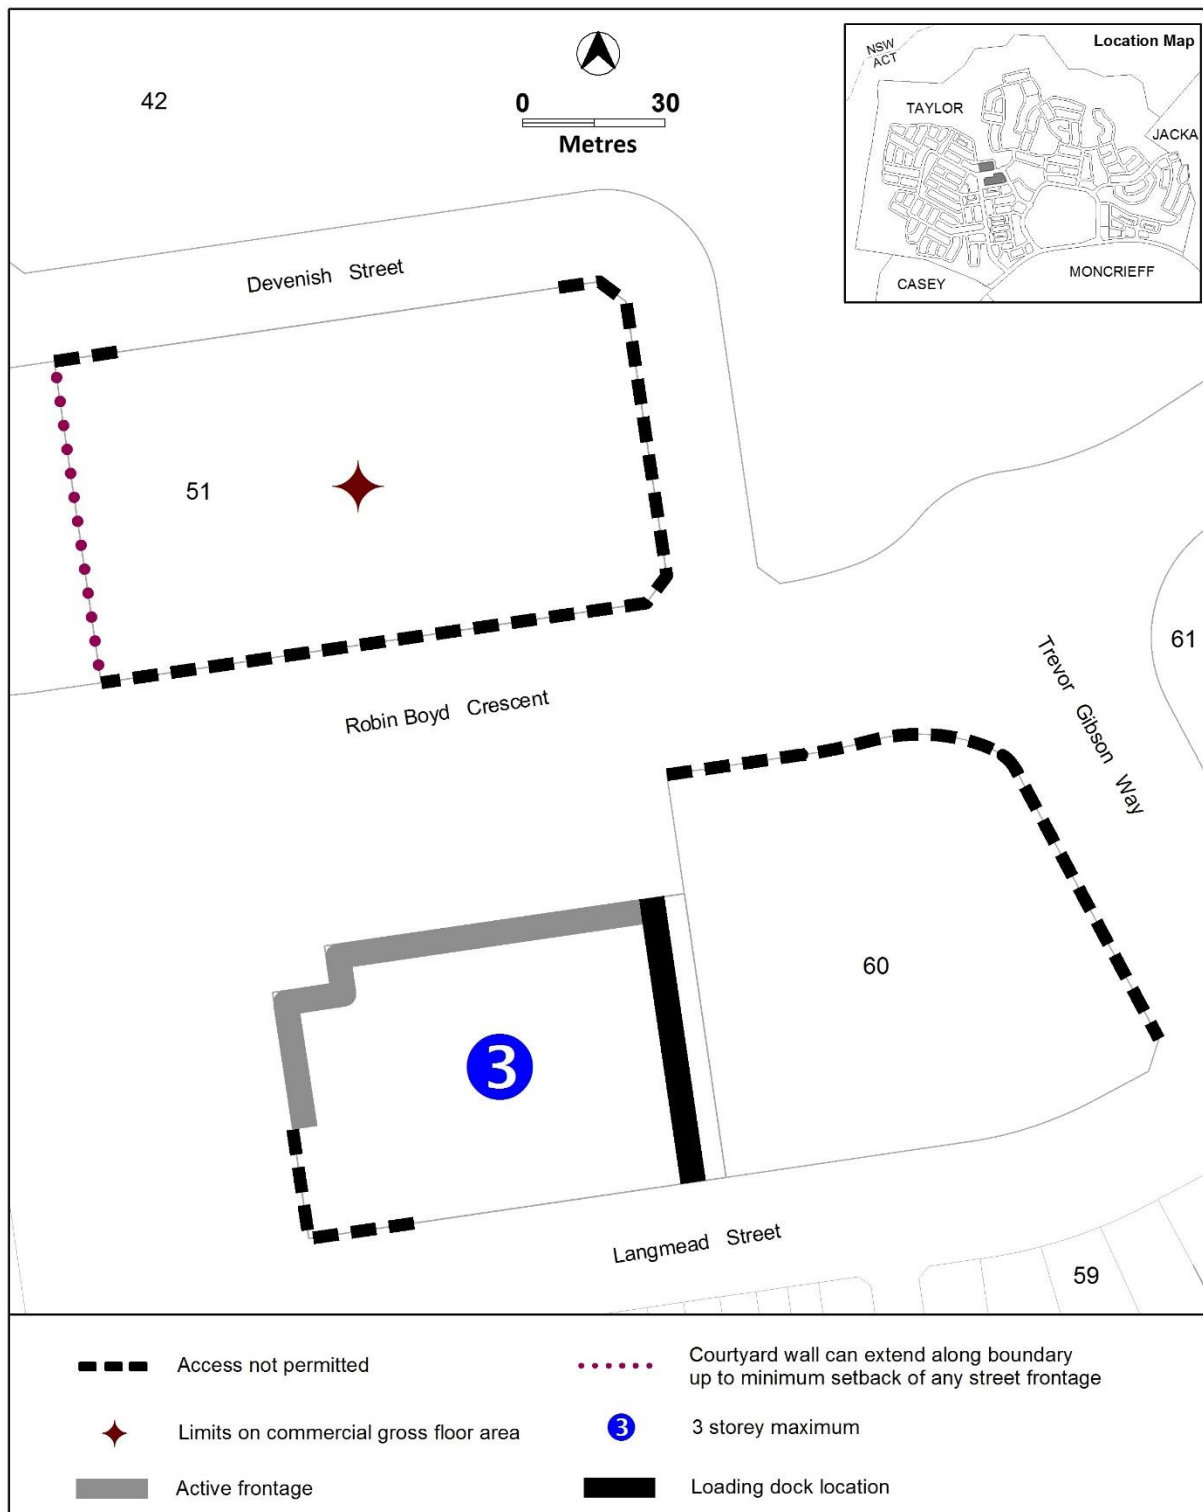 Location Map
NSW
ACT
TAYLOR
JACKA
MONCRIEFF
CASEY
42
0 30
Metres
Devenish Street
51
61
Trevor Gibson Way
Robin Boyd Crescent
60
3
Langmead Street
59
Access not permitted
Courtyard wall can extend along boundary
up to minimum setback of any street frontage
Limits on commercial gross floor area
3 3 storey maximum
Active frontage
Loading dock location